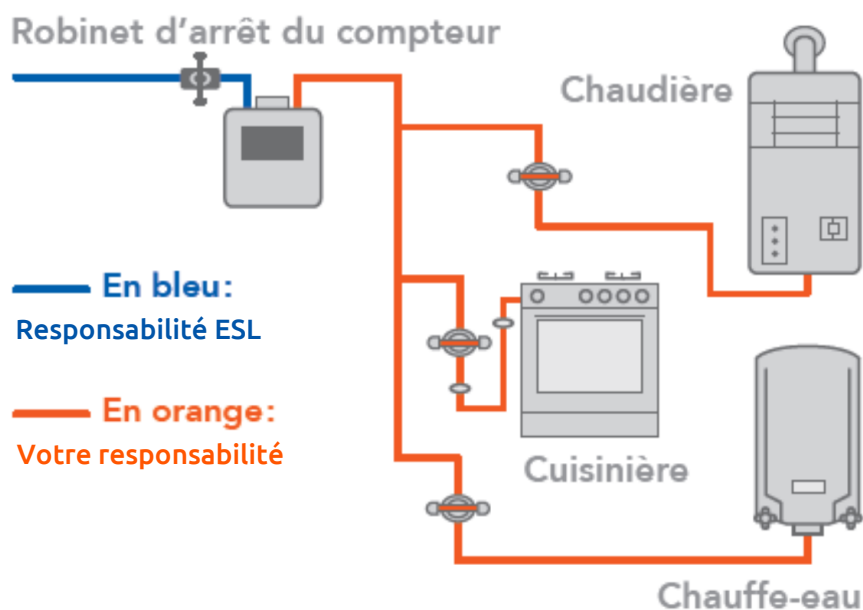 Robinet d'arrêt du compteur
Chaudière
En bleu:
Responsabilité ESL
En orange:
Votre responsabilité
Cuisinière
Chauffe-eau